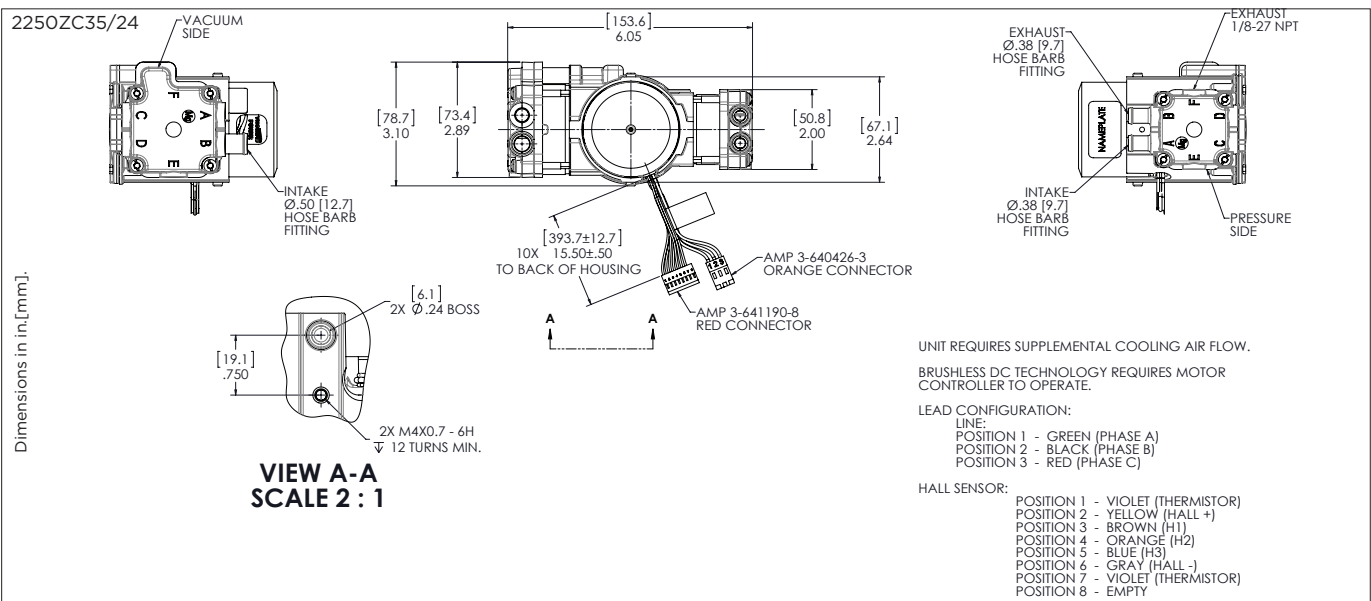 2250ZC35/24
VACUUM
SIDE
F
C A
D B
E
INTAKE
Ø.50 [12.7]
HOSE BARB
FITTING
[153.6]
6.05
[78.7]
3.10
[73.4]
2.89
[50.8]
2.00
[67.1]
2.64
[393.7±12.7]
10X 15.50±.50
TO BACK OF HOUSING
1 2 3
AMP 3-640426-3
ORANGE CONNECTOR
AMP 3-641190-8
RED CONNECTOR
A A
EXHAUST
1/8-27 NPT
EXHAUST
Ø.38 [9.7]
HOSE BARB
FITTING
NAMEPLATE
F
B D
A C
E
INTAKE
Ø.38 [9.7]
HOSE BARB
FITTING
PRESSURE
SIDE
Dimensions in in.[mm].
[6.1]
2X Ø.24 BOSS
[19.1]
.750
2X M4X0.7 - 6H
↧ 12 TURNS MIN.
VIEW A-A
SCALE 2 : 1
UNIT REQUIRES SUPPLEMENTAL COOLING AIR FLOW.
BRUSHLESS DC TECHNOLOGY REQUIRES MOTOR
CONTROLLER TO OPERATE.
LEAD CONFIGURATION:
LINE:
POSITION 1 - GREEN (PHASE A)
POSITION 2 - BLACK (PHASE B)
POSITION 3 - RED (PHASE C)
HALL SENSOR:
POSITION 1 - VIOLET (THERMISTOR)
POSITION 2 - YELLOW (HALL +)
POSITION 3 - BROWN (H1)
POSITION 4 - ORANGE (H2)
POSITION 5 - BLUE (H3)
POSITION 6 - GRAY (HALL -)
POSITION 7 - VIOLET (THERMISTOR)
POSITION 8 - EMPTY